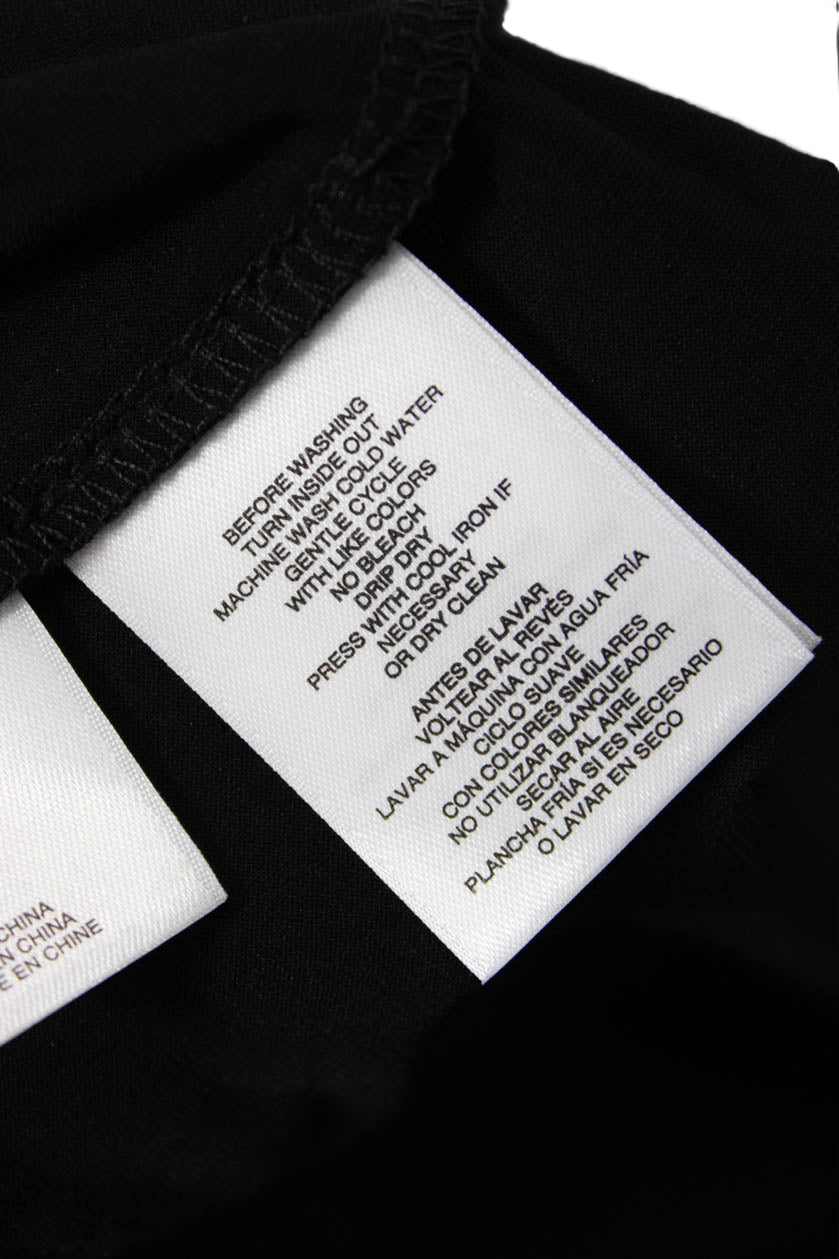 BEFORE WASHING
TURN INSIDE OUT
MACHINE WASH COLD WATER
GENTLE CYCLE
WITH LIKE COLORS
NO BLEACH
DRIP DRY
PRESS WITH COOL IRON IF
NECESSARY
OR DRY CLEAN
ANTES DE LAVAR
VOLTEAR AL REVÉS
LAVAR A MÁQUINA CON AGUA FRÍA
CICLO SUAVE
CON COLORES SIMILARES
NO UTILIZAR BLANQUEADOR
SECAR AL AIRE
PLANCHA FRÍA SI ES NECESARIO
O LAVAR EN SECO
CHINA
CHINA
EN CHINE